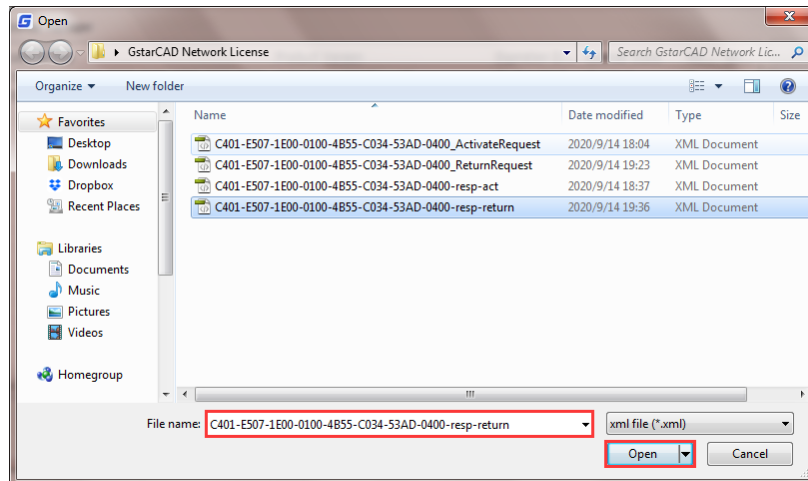 Open
GstarCAD Network License
Search GstarCAD Network Lic...
Organize
New folder
Name
Date modified
Type
Size
Favorites
Desktop
Downloads
Dropbox
Recent Places
Libraries
Documents
Music
Pictures
Videos
Homegroup
C401-E507-1E00-0100-4B55-C034-53AD-0400_ActivateRequest 2020/9/14 18:04 XML Document
C401-E507-1E00-0100-4B55-C034-53AD-0400_ReturnRequest 2020/9/14 19:23 XML Document
C401-E507-1E00-0100-4B55-C034-53AD-0400-resp-act 2020/9/14 18:37 XML Document
C401-E507-1E00-0100-4B55-C034-53AD-0400-resp-return 2020/9/14 19:36 XML Document
File name: C401-E507-1E00-0100-4B55-C034-53AD-0400-resp-return
xml file (*.xml)
Open
Cancel